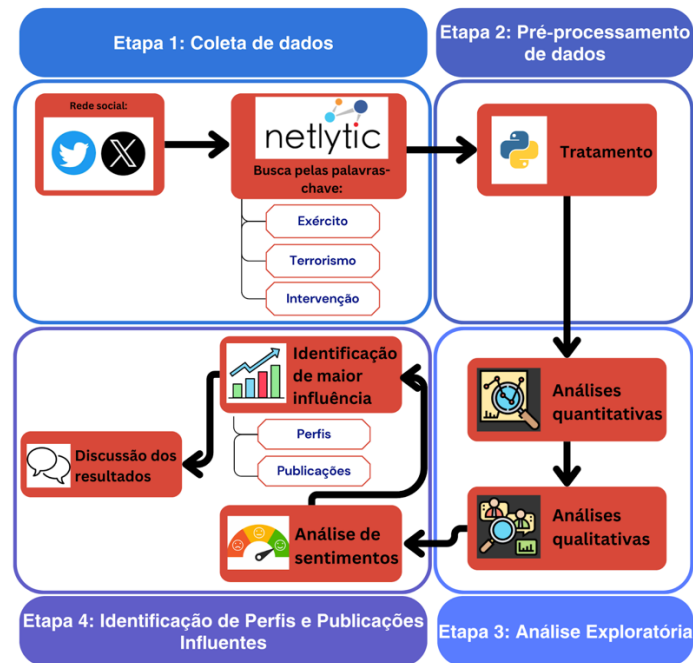 Etapa 1: Coleta de dados
Etapa 2: Pré-processamento
de dados
Rede social:
netlytic
Busca pelas palavras-
chave:
Exército
Terrorismo
Intervenção
Tratamento
Análises
quantitativas
Análises
qualitativas
Análise de
sentimentos
Identificação
de maior
influência
Perfis
Publicações
Discussão dos
resultados
Etapa 4: Identificação de Perfis e Publicações
Influentes
Etapa 3: Análise Exploratória